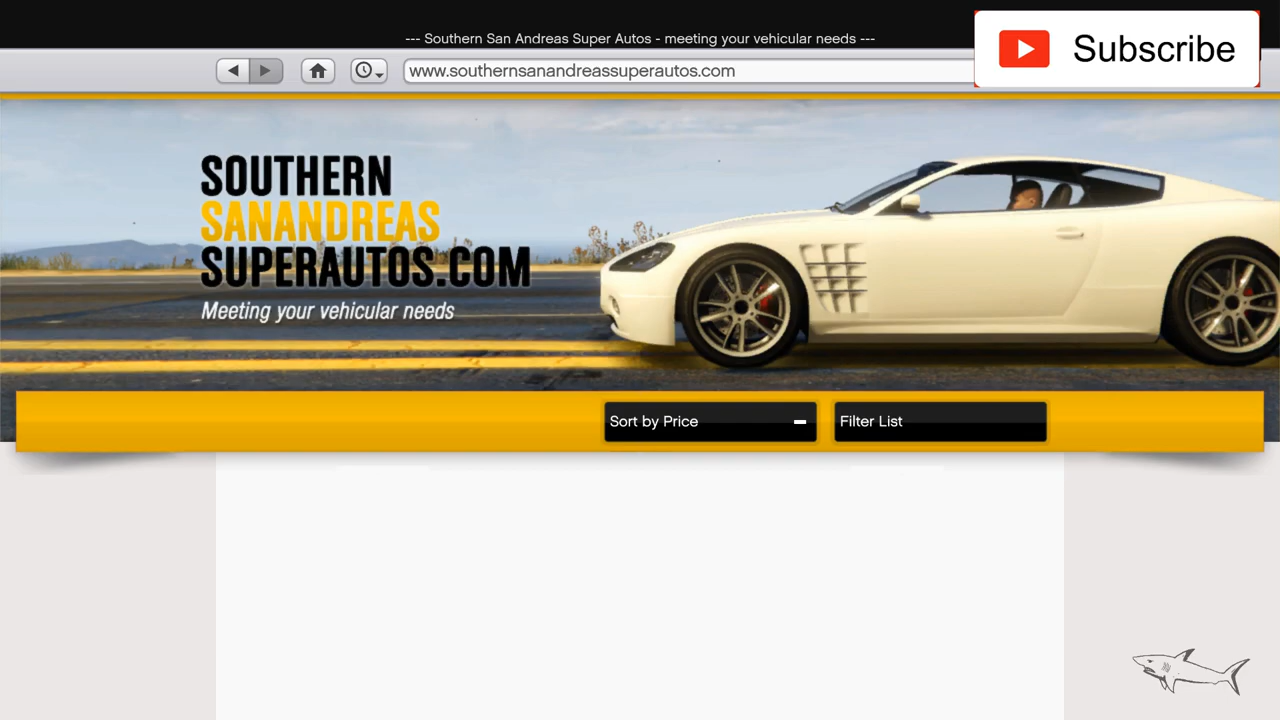 --- Southern San Andreas Super Autos - meeting your vehicular needs ---
Subscribe
www.southernsanandreassuperautos.com
SOUTHERN
SANANDREAS
SUPERAUTOS.COM
Meeting your vehicular needs
Sort by Price
Filter List